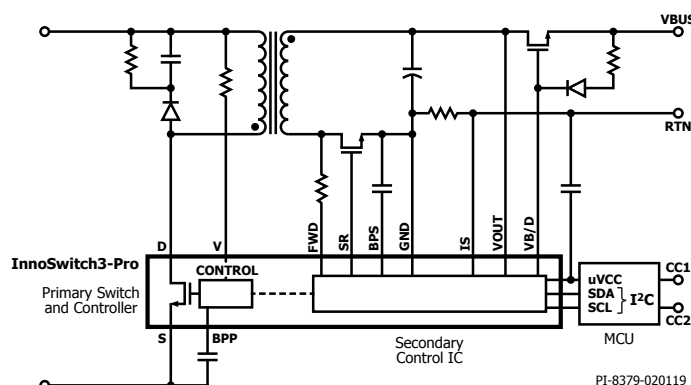 VBUS
RTN
FWD
SR
BPS
GND
IS
VOUT
VB/D
D
V
InnoSwitch3-Pro
CONTROL
Primary Switch
and Controller
uVCC
SDA
SCL
I²C
CC1
CC2
S
BPP
Secondary
Control IC
MCU
PI-8379-020119